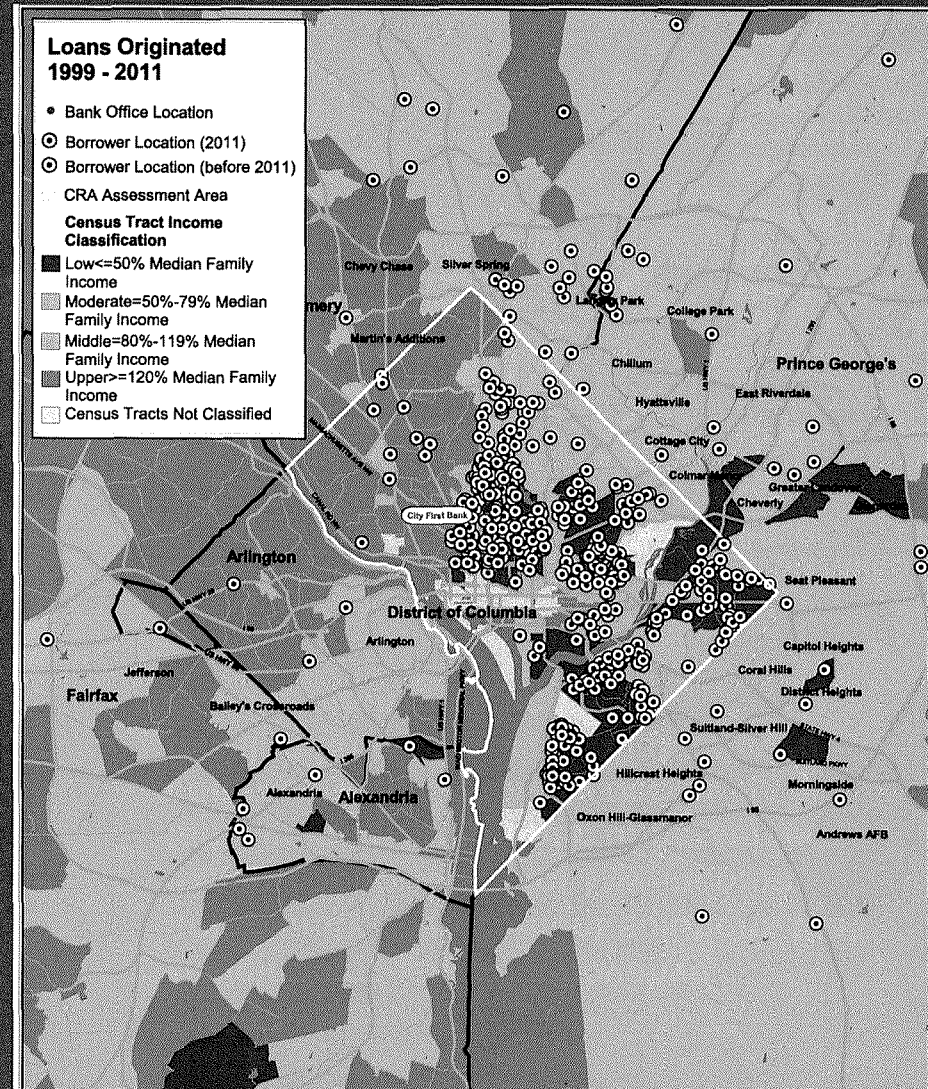 Loans Originated
1999 - 2011
Bank Office Location
Borrower Location (2011)
Borrower Location (before 2011)
CRA Assessment Area
Census Tract Income
Classification
Low<=50% Median Family
Income
Moderate=50%-79% Median
Family Income
Middle=80%-119% Median
Family Income
Upper>=120% Median Family
Income
Census Tracts Not Classified
Chevy Chase
Silver Spring
Langley Park
College Park
Martin's Additions
Chillum
Prince George's
East Riverdale
Hyattsville
Cottage City
Cheverly
City First Bank
Arlington
Seat Pleasant
District of Columbia
Arlington
Capitol Heights
Coral Hills
Jefferson
District Heights
Fairfax
Bailey's Crossroads
Suitland-Silver Hill
Hillcrest Heights
Morningside
Alexandria
Alexandria
Oxon Hill-Glassmanor
Andrews AFB